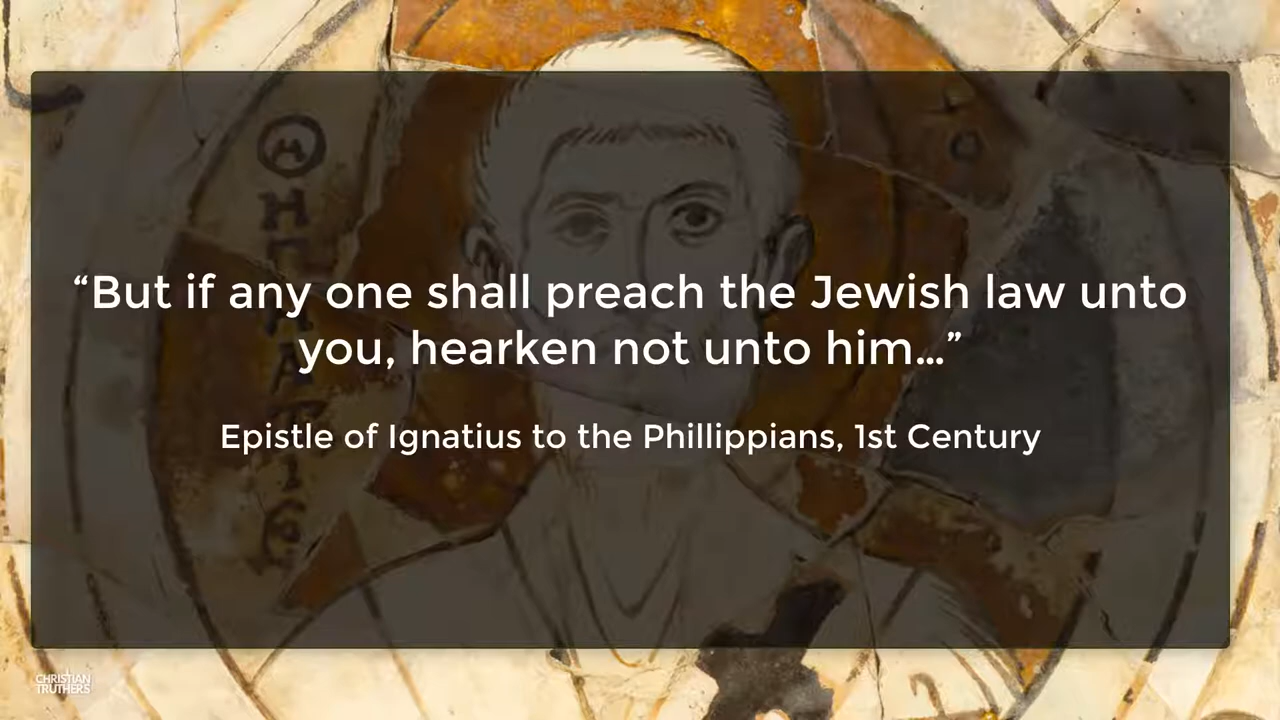 “But if any one shall preach the Jewish law unto
you, hearken not unto him...”
Epistle of Ignatius to the Phillippians, 1st Century
CHRISTIAN
TRUTHERS